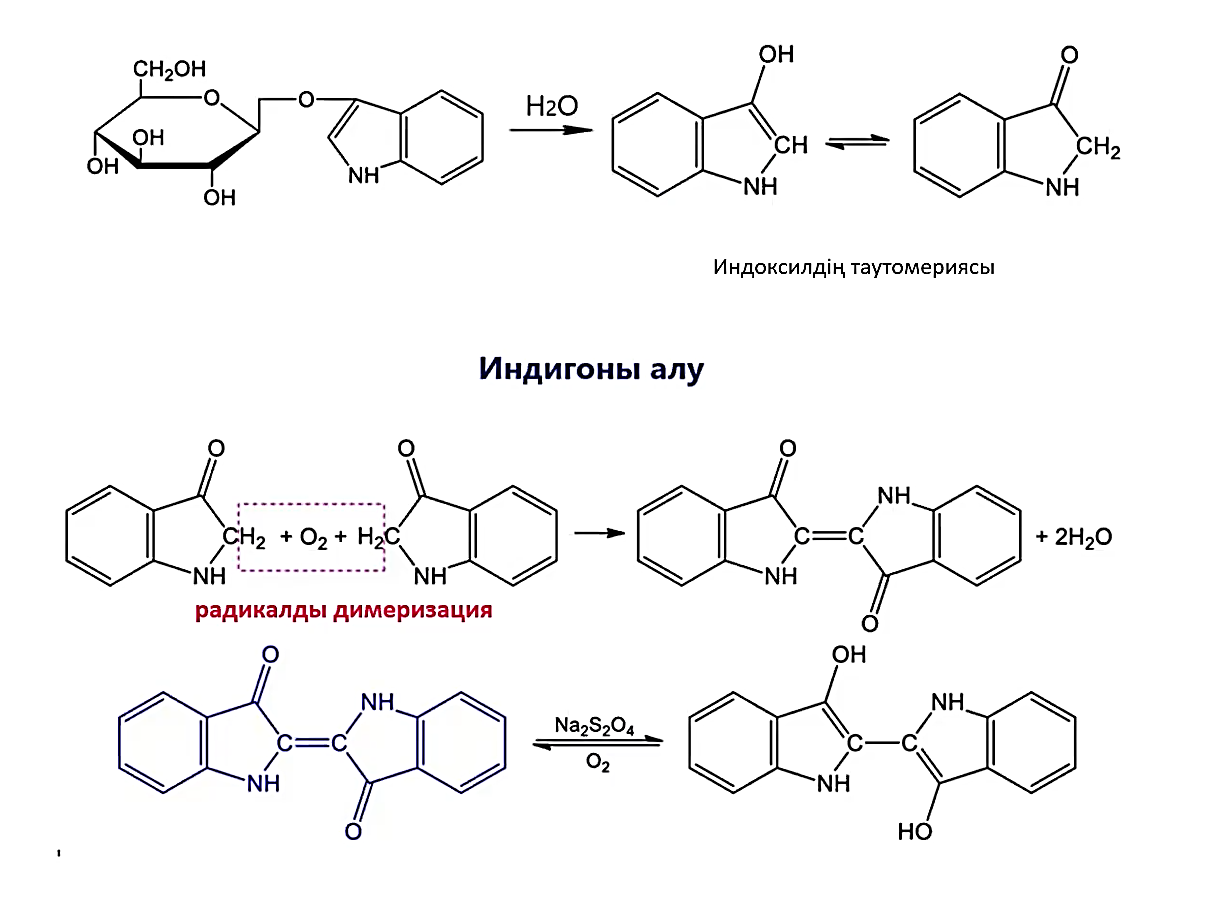 CH₂OH
O
O
OH
OH
OH
NH
H₂O
OH
CH
NH
O
CH₂
NH
Индоксилдің таутомериясы
Индигоны алу
O
O
CH₂ + O₂ + H₂C
NH
NH
O
NH
C
C
NH
O
+ 2H₂O
радикалды димеризация
O
NH
C
C
NH
O
Na₂S₂O₄
O₂
OH
NH
C
C
NH
HO